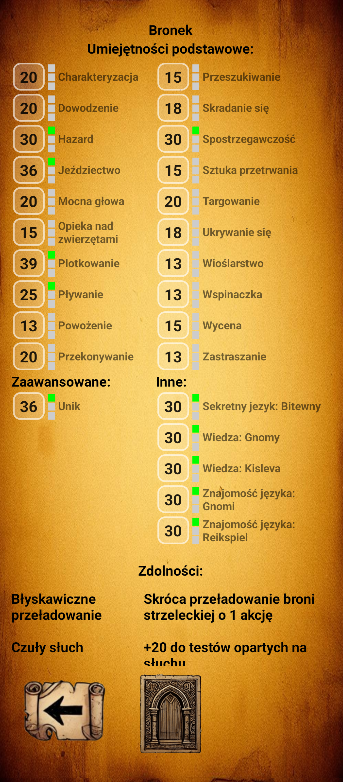 Bronek
Umiejętności podstawowe:
20 Charakteryzacja
20 Dowodzenie
30 Hazard
36 Jeździectwo
20 Mocna głowa
15 Opieka nad
zwierzętami
39 Plotkowanie
25 Pływanie
13 Powożenie
20 Przekonywanie
15 Przeszukiwanie
18 Skradanie się
30 Spostrzegawczość
15 Sztuka przetrwania
20 Targowanie
18 Ukrywanie się
13 Wioślarstwo
13 Wspinaczka
15 Wycena
13 Zastraszanie
Zaawansowane:
36 Unik
Inne:
30 Sekretny jezyk: Bitewny
30 Wiedza: Gnomy
30 Wiedza: Kisleva
30 Znajomość języka:
Gnomi
30 Znajomość języka:
Reikspiel
Zdolności:
Błyskawiczne
przeładowanie
Skróca przeładowanie broni
strzeleckiej o 1 akcję
Czuły słuch
+20 do testów opartych na
słuchu